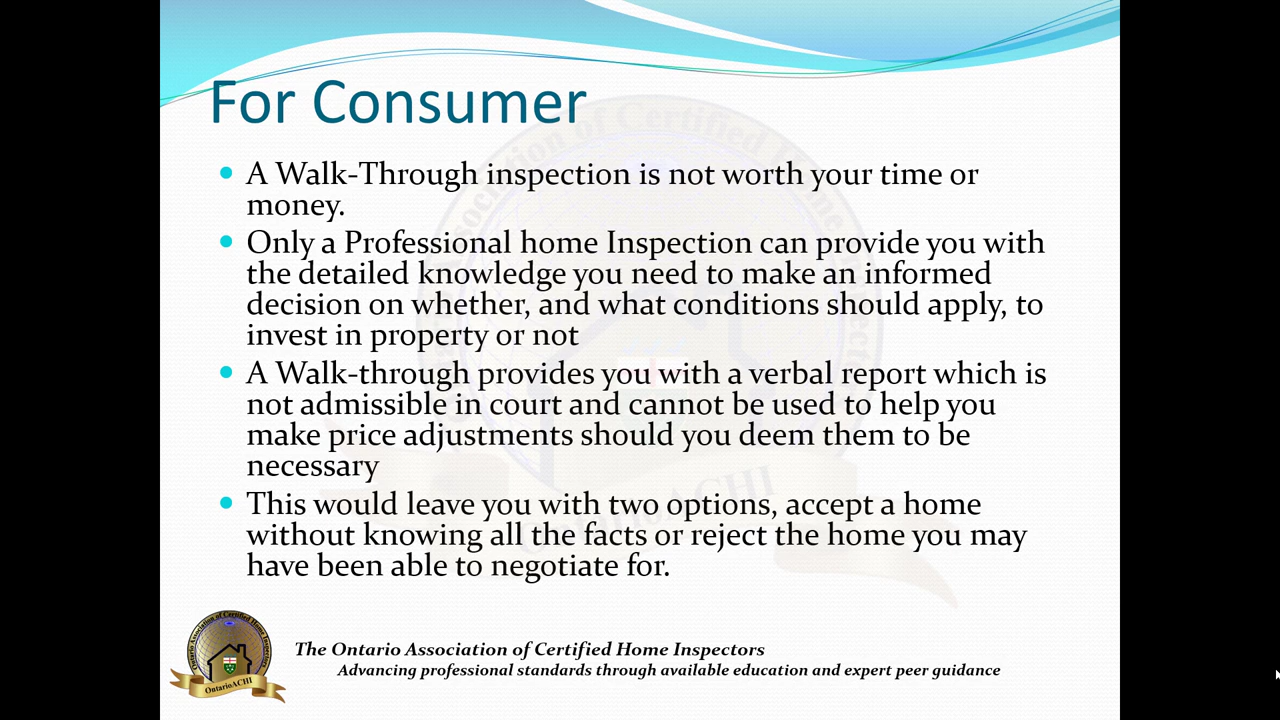 For Consumer
A Walk-Through inspection is not worth your time or
money.
Only a Professional home Inspection can provide you with
the detailed knowledge you need to make an informed
decision on whether, and what conditions should apply, to
invest in property or not
A Walk-through provides you with a verbal report which is
not admissible in court and cannot be used to help you
make price adjustments should you deem them to be
necessary
This would leave you with two options, accept a home
without knowing all the facts or reject the home you may
have been able to negotiate for.
Ontario Association of Certified Home Inspectors
OntarioACHI
The Ontario Association of Certified Home Inspectors
Advancing professional standards through available education and expert peer guidance